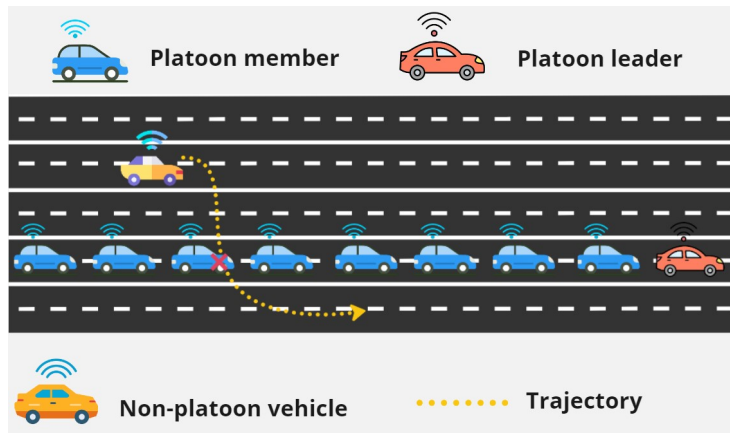 Platoon member
Platoon leader
Non-platoon vehicle
Trajectory